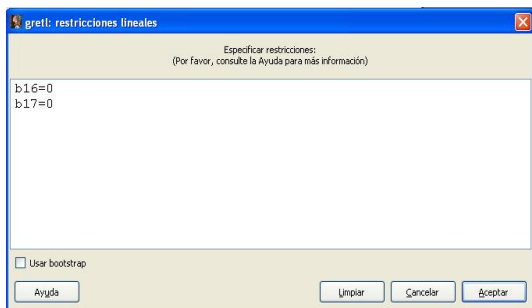 gretl: restricciones lineales
Especificar restricciones:
(Por favor, consulte la Ayuda para más información)
b16=0
b17=0
Usar bootstrap
Ayuda
Limpiar
Cancelar
Aceptar